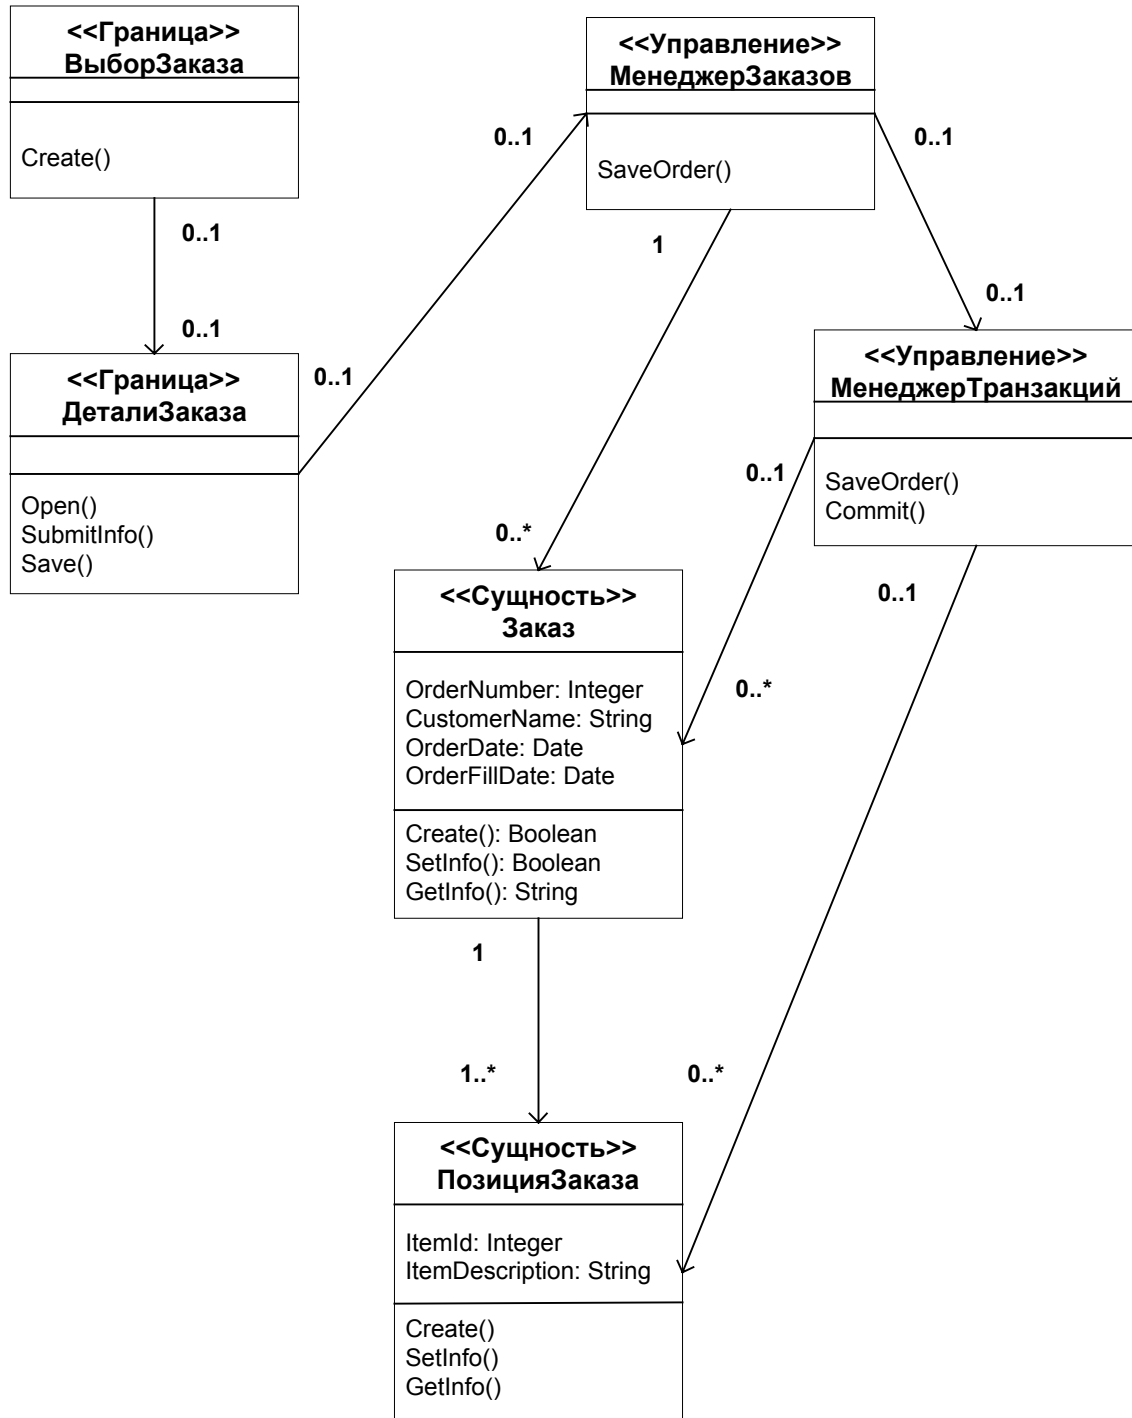 <<Граница>>
ВыборЗаказа
Create()
0..1
0..1
<<Управление>>
МенеджерЗаказов
SaveOrder()
0..1
0..1
1
0..1
0..1
<<Граница>>
ДеталиЗаказа
Open()
SubmitInfo()
Save()
0..1
<<Управление>>
МенеджерТранзакций
SaveOrder()
Commit()
0..*
0..1
0..*
0..1
<<Сущность>>
Заказ
OrderNumber: Integer
CustomerName: String
OrderDate: Date
OrderFillDate: Date
Create(): Boolean
SetInfo(): Boolean
GetInfo(): String
1
1..*
0..*
<<Сущность>>
ПозицияЗаказа
ItemId: Integer
ItemDescription: String
Create()
SetInfo()
GetInfo()